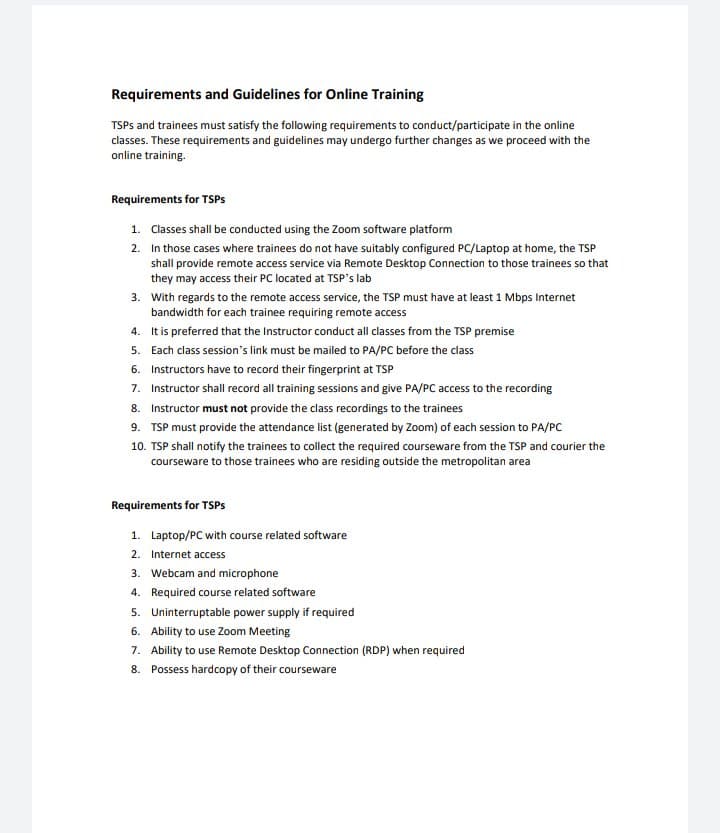 Requirements and Guidelines for Online Training
TSPs and trainees must satisfy the following requirements to conduct/participate in the online
classes. These requirements and guidelines may undergo further changes as we proceed with the
online training.
Requirements for TSPs
1. Classes shall be conducted using the Zoom software platform
2. In those cases where trainees do not have suitably configured PC/Laptop at home, the TSP
shall provide remote access service via Remote Desktop Connection to those trainees so that
they may access their PC located at TSP's lab
3. With regards to the remote access service, the TSP must have at least 1 Mbps Internet
bandwidth for each trainee requiring remote access
4. It is preferred that the Instructor conduct all classes from the TSP premise
5. Each class session's link must be mailed to PA/PC before the class
6. Instructors have to record their fingerprint at TSP
7. Instructor shall record all training sessions and give PA/PC access to the recording
8. Instructor must not provide the class recordings to the trainees
9. TSP must provide the attendance list (generated by Zoom) of each session to PA/PC
10. TSP shall notify the trainees to collect the required courseware from the TSP and courier the
courseware to those trainees who are residing outside the metropolitan area
Requirements for TSPs
1. Laptop/PC with course related software
2. Internet access
3. Webcam and microphone
4. Required course related software
5. Uninterruptable power supply if required
6. Ability to use Zoom Meeting
7. Ability to use Remote Desktop Connection (RDP) when required
8. Possess hardcopy of their courseware